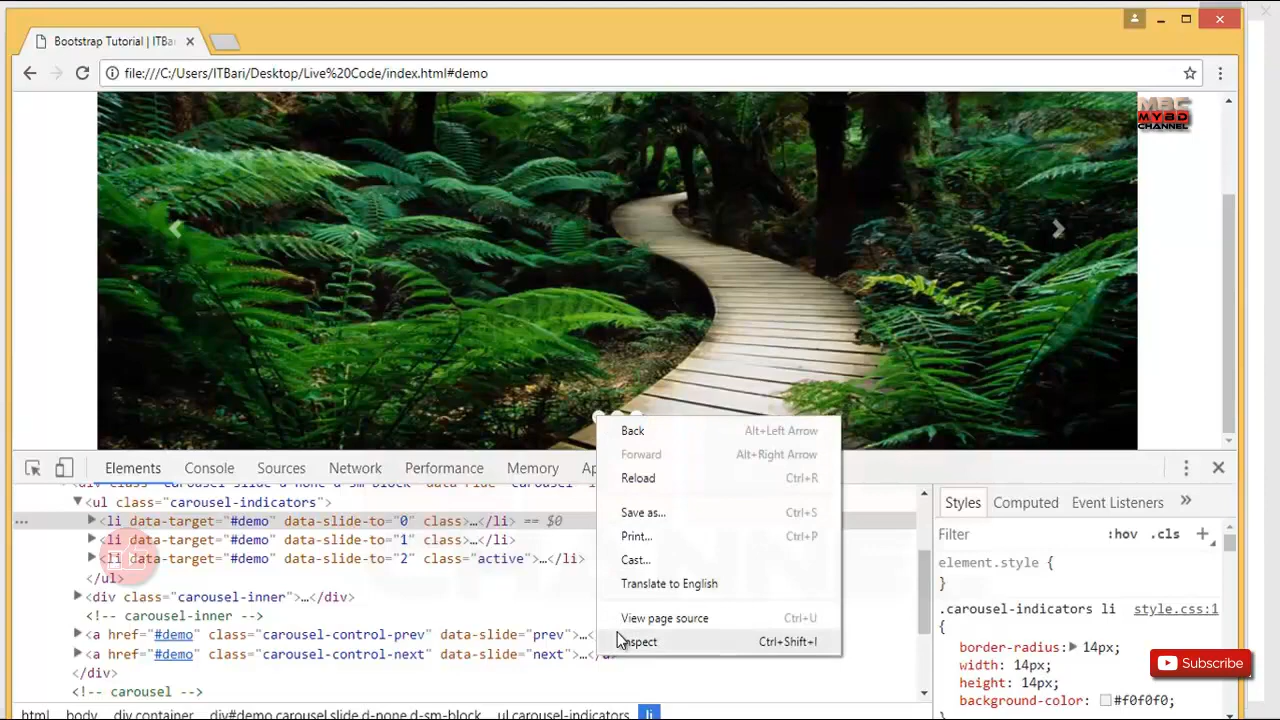 Bootstrap Tutorial | ITBa
file:///C:/Users/ITBari/Desktop/Live%20Code/index.html#demo
MBC
MYBD
CHANNEL
Back Alt+Left Arrow
Forward Alt+Right Arrow
Reload Ctrl+R
Save as... Ctrl+S
Print... Ctrl+P
Cast...
Translate to English
View page source Ctrl+U
Inspect Ctrl+Shift+I
Elements Console Sources Network Performance Memory Ap
<ul class="carousel-indicators">
<li data-target="#demo" data-slide-to="0" class>…</li> == $0
<li data-target="#demo" data-slide-to="1" class>…</li>
<li data-target="#demo" data-slide-to="2" class="active">…</li>
</ul>
<div class="carousel-inner">…</div>
<!-- carousel-inner -->
<a href="#demo" class="carousel-control-prev" data-slide="prev">…
<a href="#demo" class="carousel-control-next" data-slide="next">…</a>
</div>
<!-- carousel -->
html body div.container div#demo.carousel.slide.d-none.d-sm-block ul.carousel-indicators li
Styles Computed Event Listeners
Filter :hov .cls +
element.style {
}
.carousel-indicators li style.css:1
{
border-radius: 14px;
width: 14px;
height: 14px;
background-color: #f0f0f0;
Subscribe